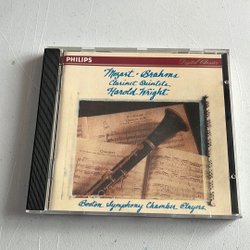 PHILIPS
Digital Classics
Mozart · Brahms
Clarinet Quintets
Harold Wright
Boston Symphony Chamber Players